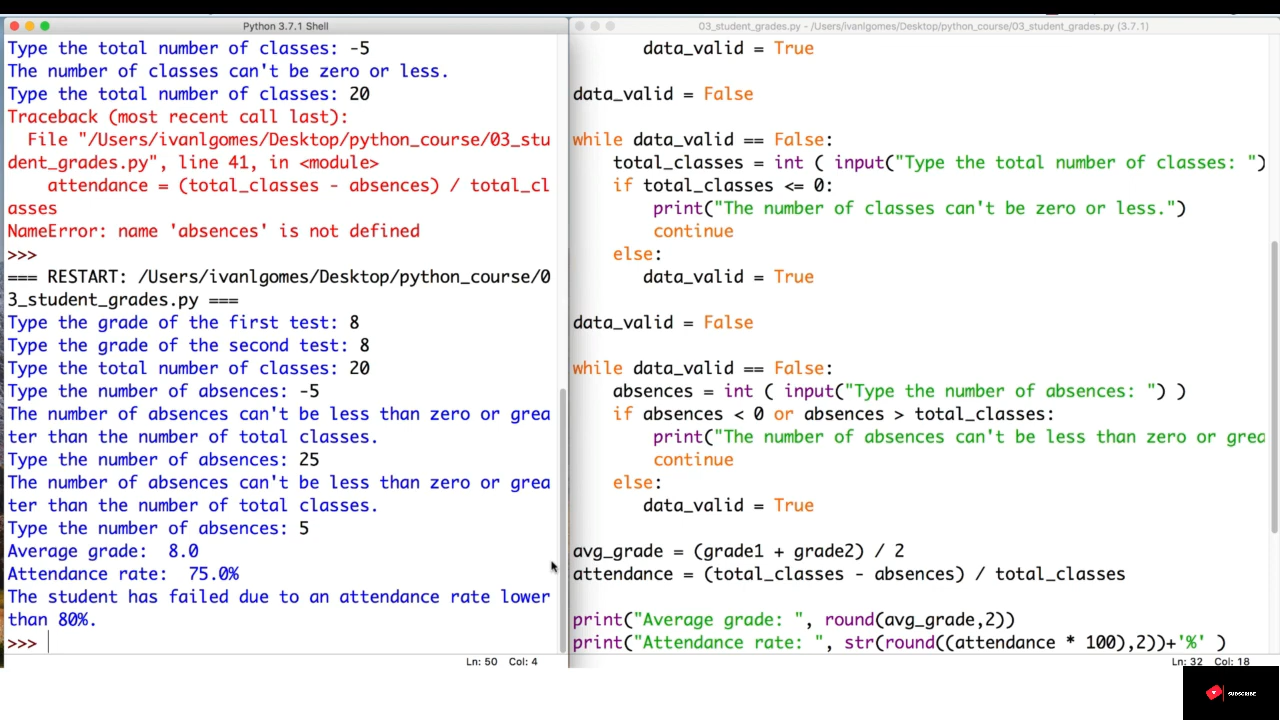 Python 3.7.1 Shell
Type the total number of classes: -5
The number of classes can't be zero or less.
Type the total number of classes: 20
Traceback (most recent call last):
File "/Users/ivanlgomes/Desktop/python_course/03_stu
dent_grades.py", line 41, in <module>
attendance = (total_classes - absences) / total_cl
asses
NameError: name 'absences' is not defined
>>>
=== RESTART: /Users/ivanlgomes/Desktop/python_course/0
3_student_grades.py ===
Type the grade of the first test: 8
Type the grade of the second test: 8
Type the total number of classes: 20
Type the number of absences: -5
The number of absences can't be less than zero or grea
ter than the number of total classes.
Type the number of absences: 25
The number of absences can't be less than zero or grea
ter than the number of total classes.
Type the number of absences: 5
Average grade:  8.0
Attendance rate:  75.0%
The student has failed due to an attendance rate lower
than 80%.
>>>
Ln: 50 Col: 4
03_student_grades.py - /Users/ivanlgomes/Desktop/python_course/03_student_grades.py (3.7.1)
data_valid = True
data_valid = False
while data_valid == False:
total_classes = int ( input("Type the total number of classes: ")
if total_classes <= 0:
print("The number of classes can't be zero or less.")
continue
else:
data_valid = True
data_valid = False
while data_valid == False:
absences = int ( input("Type the number of absences: ") )
if absences < 0 or absences > total_classes:
print("The number of absences can't be less than zero or grea
continue
else:
data_valid = True
avg_grade = (grade1 + grade2) / 2
attendance = (total_classes - absences) / total_classes
print("Average grade: ", round(avg_grade,2))
print("Attendance rate: ", str(round((attendance * 100),2))+'%' )
Ln: 32 Col: 18
SUBSCRIBE